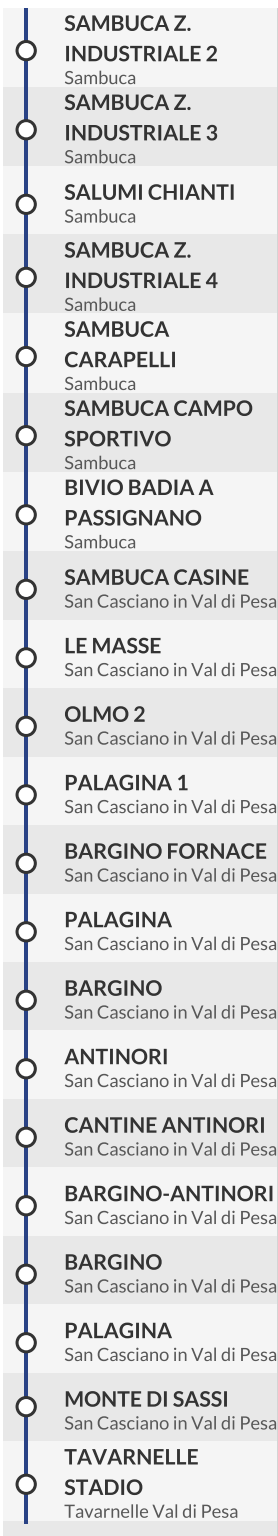 SAMBUCA Z.
INDUSTRIALE 2
Sambuca
SAMBUCA Z.
INDUSTRIALE 3
Sambuca
SALUMI CHIANTI
Sambuca
SAMBUCA Z.
INDUSTRIALE 4
Sambuca
SAMBUCA
CARAPELLI
Sambuca
SAMBUCA CAMPO
SPORTIVO
Sambuca
BIVIO BADIA A
PASSIGNANO
Sambuca
SAMBUCA CASINE
San Casciano in Val di Pesa
LE MASSE
San Casciano in Val di Pesa
OLMO 2
San Casciano in Val di Pesa
PALAGINA 1
San Casciano in Val di Pesa
BARGINO FORNACE
San Casciano in Val di Pesa
PALAGINA
San Casciano in Val di Pesa
BARGINO
San Casciano in Val di Pesa
ANTINORI
San Casciano in Val di Pesa
CANTINE ANTINORI
San Casciano in Val di Pesa
BARGINO-ANTINORI
San Casciano in Val di Pesa
BARGINO
San Casciano in Val di Pesa
PALAGINA
San Casciano in Val di Pesa
MONTE DI SASSI
San Casciano in Val di Pesa
TAVARNELLE
STADIO
Tavarnelle Val di Pesa